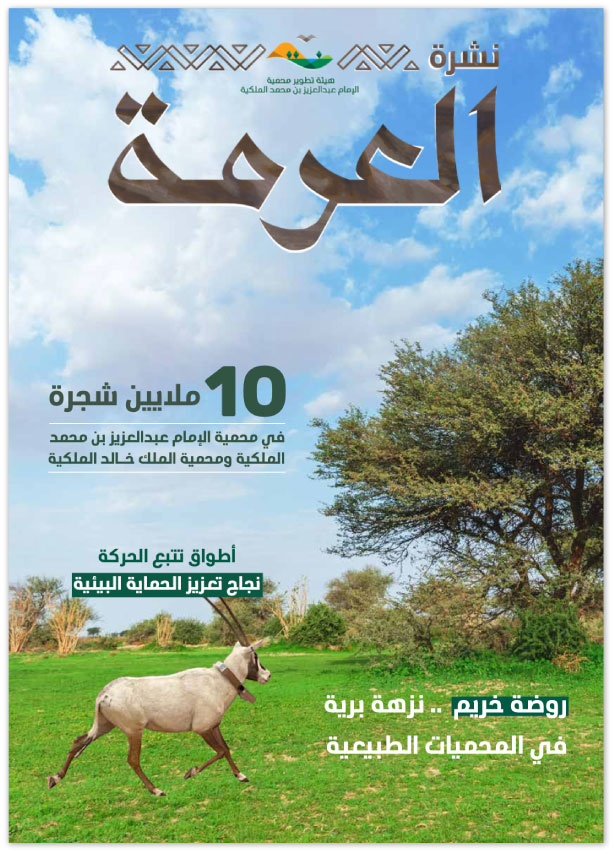 نشرة
هيئة تطوير محمية
الإمام عبدالعزيز بن محمد الملكية
العرمة
10 ملايين شجرة
في محمية الإمام عبدالعزيز بن محمد
الملكية ومحمية الملك خالد الملكية
أطواق تتبع الحركة
نجاح تعزيز الحماية البيئية
روضة خريم .. نزهة برية
في المحميات الطبيعية